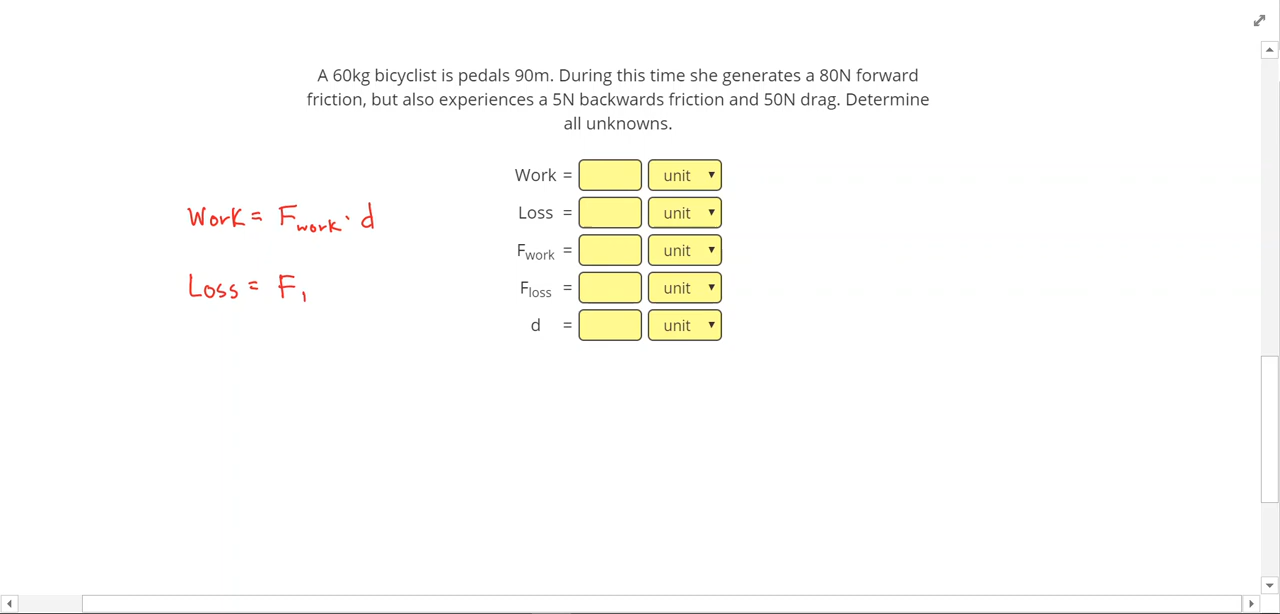 A 60kg bicyclist is pedals 90m. During this time she generates a 80N forward
friction, but also experiences a 5N backwards friction and 50N drag. Determine
all unknowns.
Work = unit
Loss = unit
Fwork = unit
Floss = unit
d = unit
Work = Fwork · d
Loss = F,